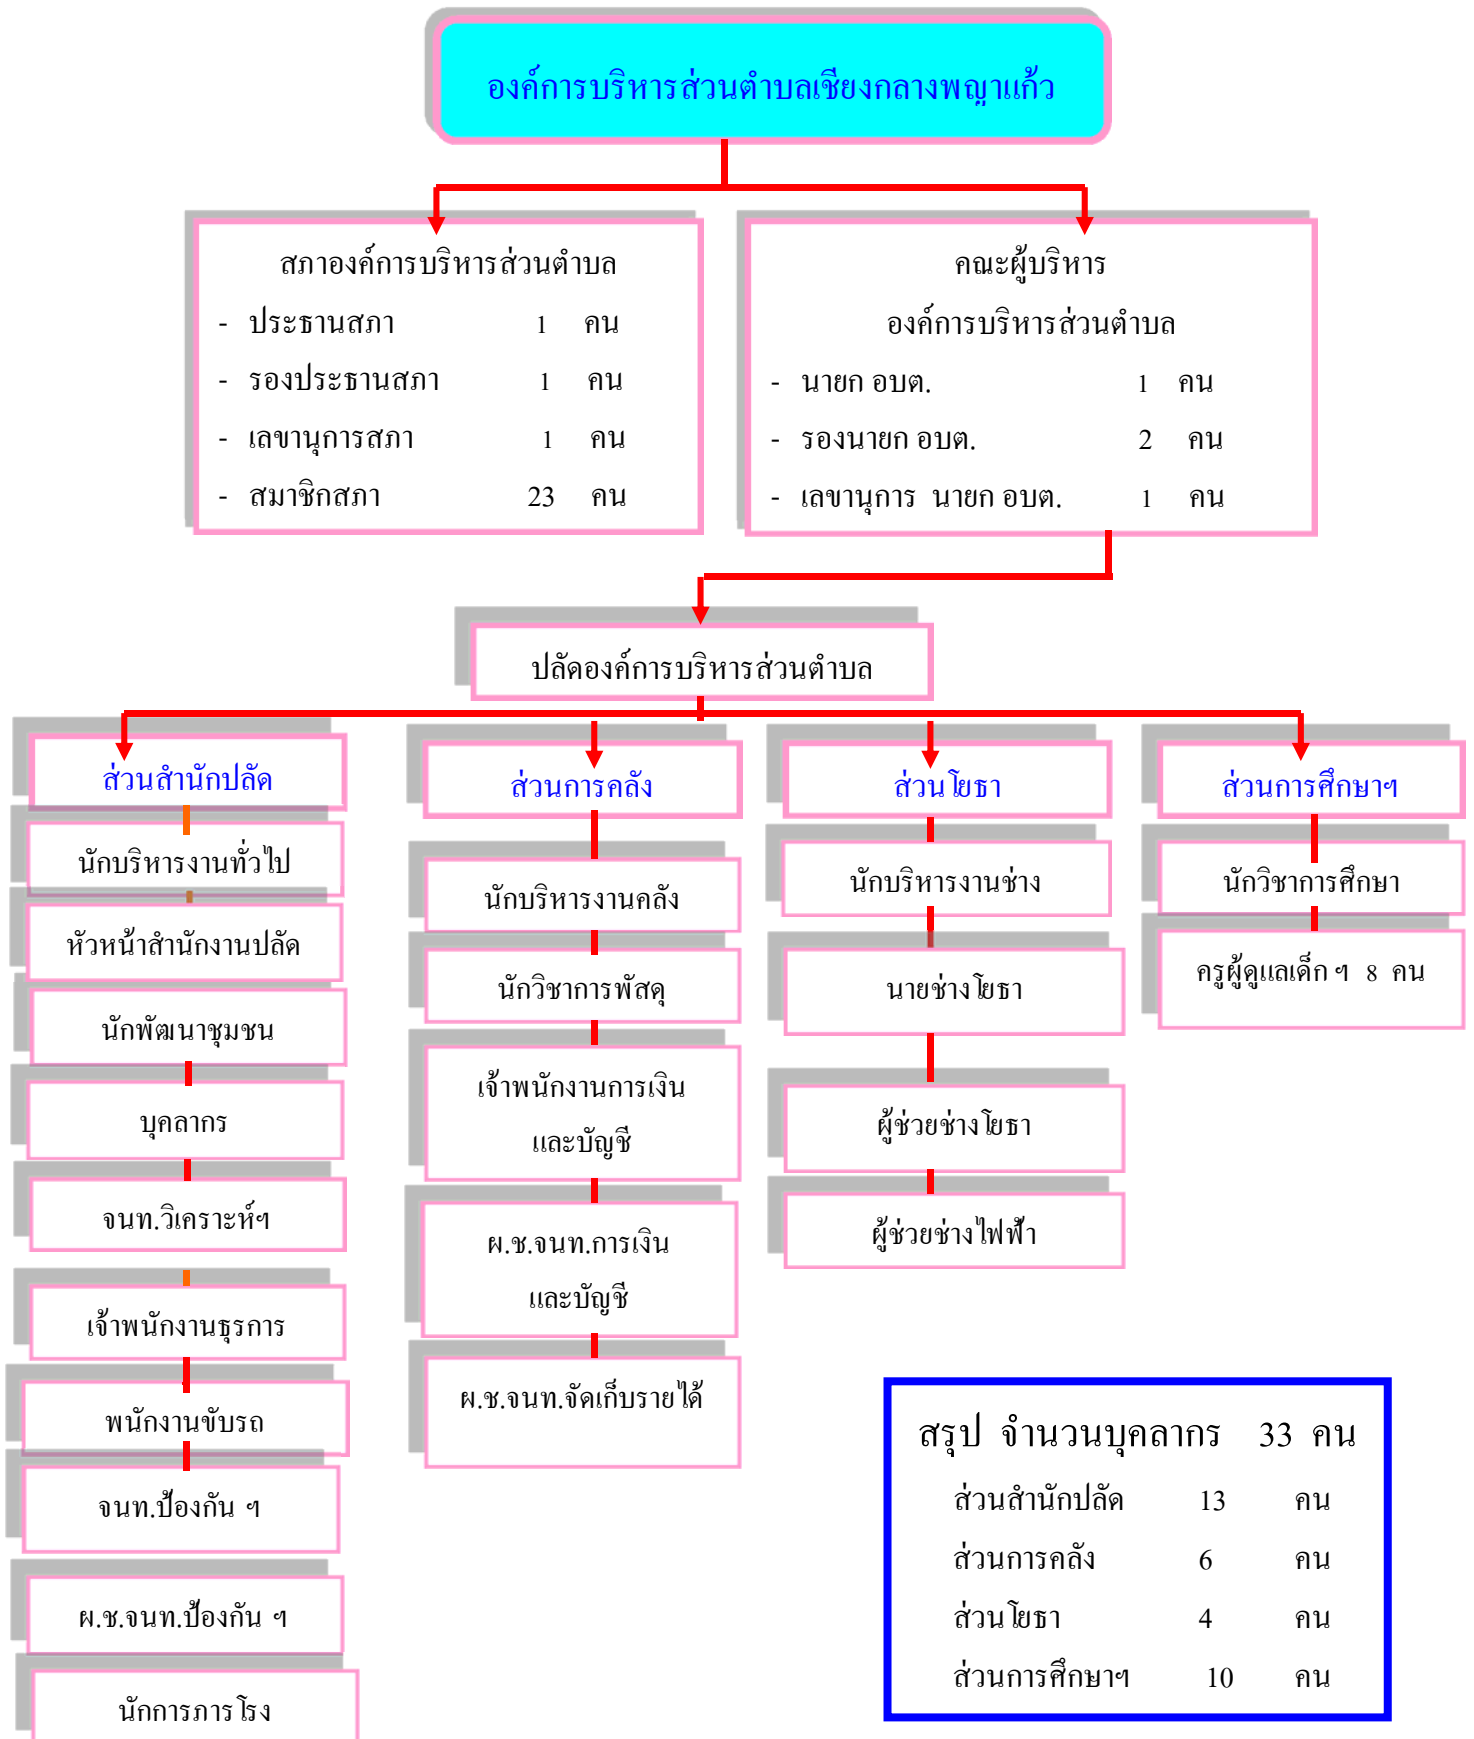 องค์การบริหารส่วนตำบลเชียงกลางพญาแก้ว
สภาองค์การบริหารส่วนตำบล
- ประธานสภา 1 คน
- รองประธานสภา 1 คน
- เลขานุการสภา 1 คน
- สมาชิกสภา 23 คน
คณะผู้บริหาร
องค์การบริหารส่วนตำบล
- นายก อบต. 1 คน
- รองนายก อบต. 2 คน
- เลขานุการ นายก อบต. 1 คน
ปลัดองค์การบริหารส่วนตำบล
ส่วนสำนักปลัด
นักบริหารงานทั่วไป
หัวหน้าสำนักงานปลัด
นักพัฒนาชุมชน
บุคลากร
จนท.วิเคราะห์ฯ
เจ้าพนักงานธุรการ
พนักงานขับรถ
จนท.ป้องกัน ฯ
ผ.ช.จนท.ป้องกัน ฯ
นักการภารโรง
ส่วนการคลัง
นักบริหารงานคลัง
นักวิชาการพัสดุ
เจ้าพนักงานการเงิน
และบัญชี
ผ.ช.จนท.การเงิน
และบัญชี
ผ.ช.จนท.จัดเก็บรายได้
ส่วนโยธา
นักบริหารงานช่าง
นายช่างโยธา
ผู้ช่วยช่างโยธา
ผู้ช่วยช่างไฟฟ้า
ส่วนการศึกษาฯ
นักวิชาการศึกษา
ครูผู้ดูแลเด็ก ฯ 8 คน
สรุป จำนวนบุคลากร 33 คน
ส่วนสำนักปลัด 13 คน
ส่วนการคลัง 6 คน
ส่วนโยธา 4 คน
ส่วนการศึกษาฯ 10 คน